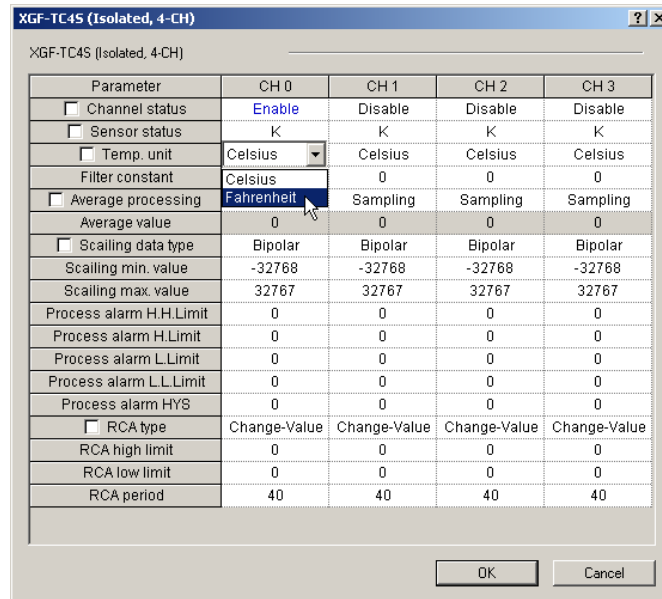 XGF-TC4S (Isolated, 4-CH)
XGF-TC4S (Isolated, 4-CH)
Parameter CH 0 CH 1 CH 2 CH 3
Channel status Enable Disable Disable Disable
Sensor status K K K K
Temp. unit Celsius Celsius Celsius Celsius
Filter constant Celsius 0 0 0
Average processing Fahrenheit Sampling Sampling Sampling
Average value 0 0 0 0
Scailing data type Bipolar Bipolar Bipolar Bipolar
Scailing min. value -32768 -32768 -32768 -32768
Scailing max. value 32767 32767 32767 32767
Process alarm H.H.Limit 0 0 0 0
Process alarm H.Limit 0 0 0 0
Process alarm L.Limit 0 0 0 0
Process alarm L.L.Limit 0 0 0 0
Process alarm HYS 0 0 0 0
RCA type Change-Value Change-Value Change-Value Change-Value
RCA high limit 0 0 0 0
RCA low limit 0 0 0 0
RCA period 40 40 40 40
OK Cancel